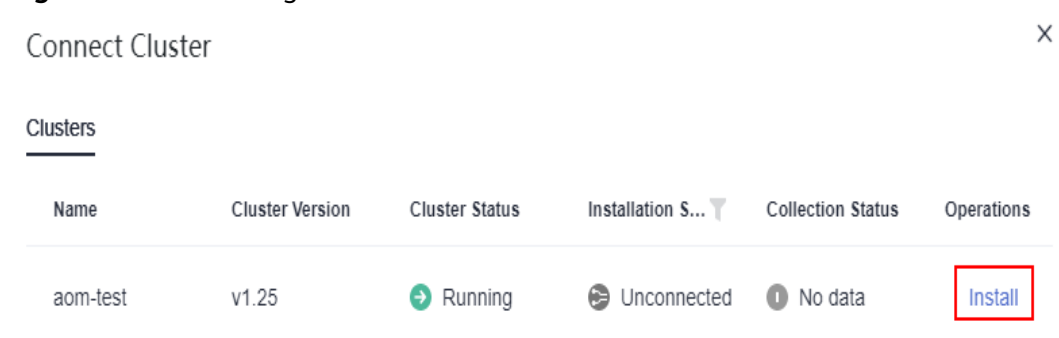 Connect Cluster X
Clusters
Name Cluster Version Cluster Status Installation S... Collection Status Operations
aom-test v1.25 Running Unconnected No data Install